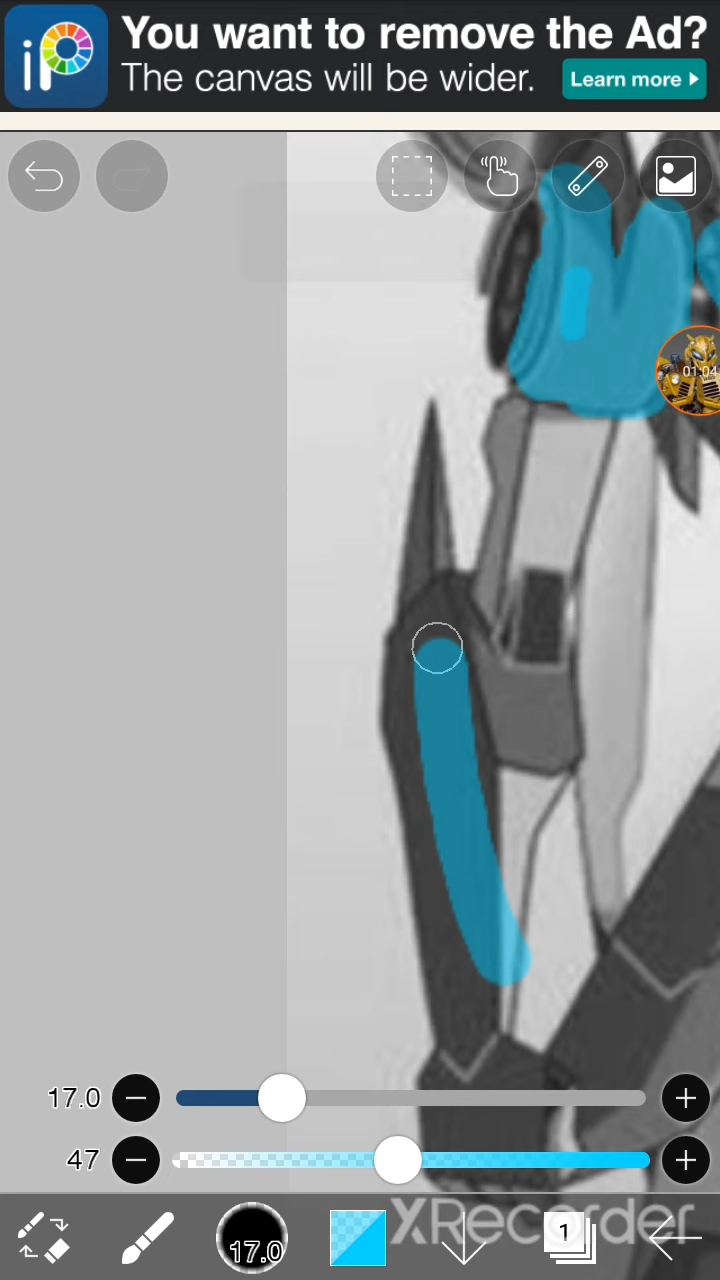 iP
You want to remove the Ad?
The canvas will be wider.
Learn more
01:04
17.0
47
17.0
XRecorder
1